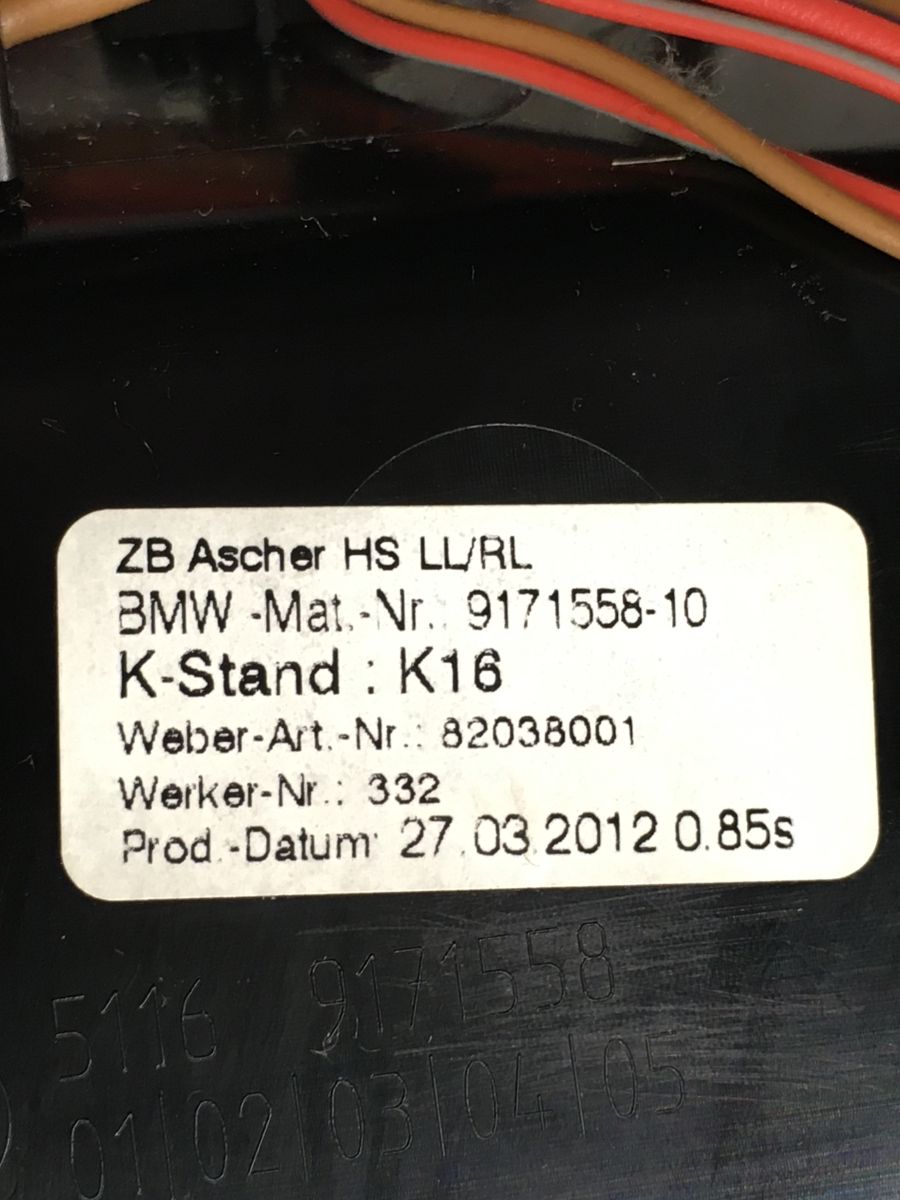 ZB Ascher HS LL/RL
BMW -Mat.-Nr.: 9171558-10
K-Stand : K16
Weber-Art.-Nr.: 82038001
Werker-Nr.: 332
Prod.-Datum: 27.03.2012 0.85s
5116 9171558
01|02|03|04|05